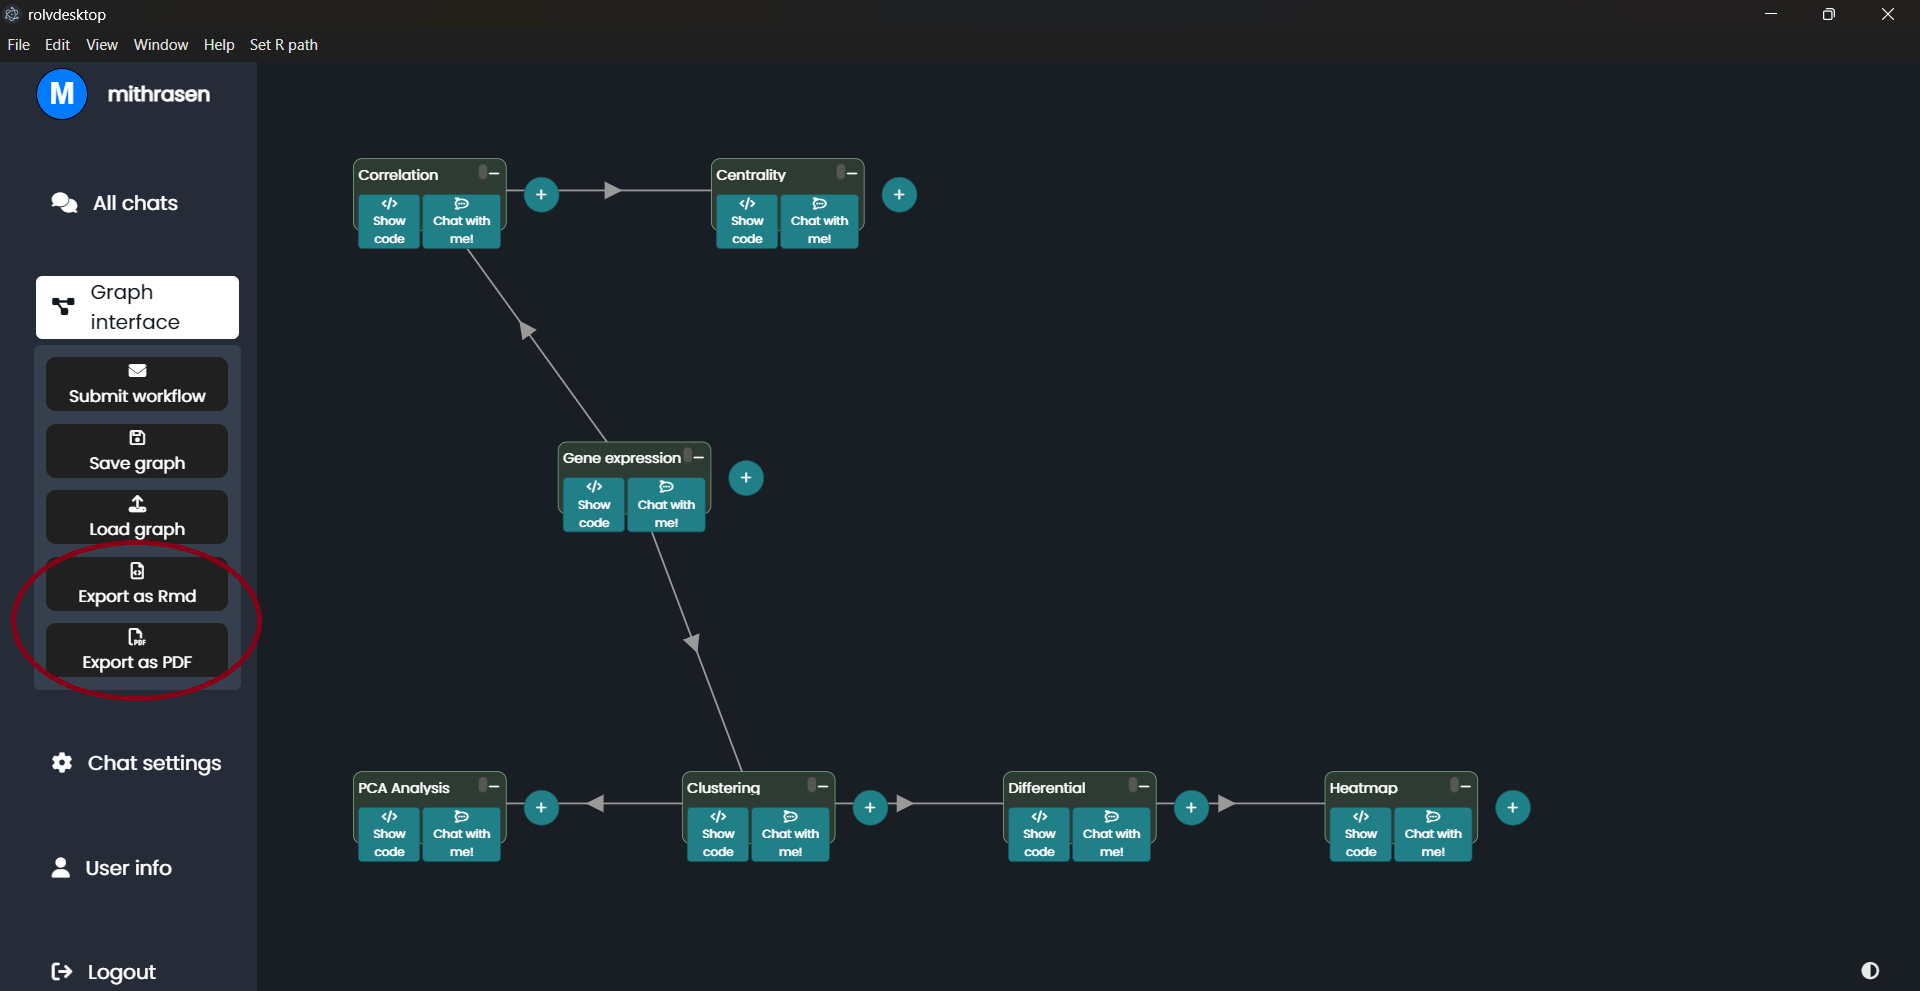 rolvdesktop
File Edit View Window Help Set R path
M mithrasen
All chats
Graph
interface
Submit workflow
Save graph
Load graph
Export as Rmd
PDF
Export as PDF
Chat settings
User info
Logout
Correlation
Show
code
Chat with
me!
+
Centrality
Show
code
Chat with
me!
+
Gene expression
Show
code
Chat with
me!
+
PCA Analysis
Show
code
Chat with
me!
+
Clustering
Show
code
Chat with
me!
+
Differential
Show
code
Chat with
me!
+
Heatmap
Show
code
Chat with
me!
+